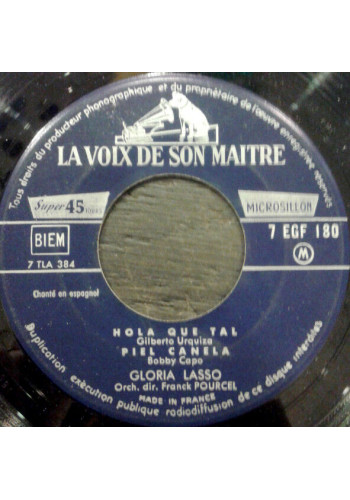 Tous droits du producteur phonographique et du propriétaire de l'œuvre enregistrée réservés
LA VOIX DE SON MAITRE
Super 45 tours
MICROSILLON
BIEM
7 EGF 180
7 TLA 384
M
Chanté en espagnol
HOLA QUE TAL
Gilberto Urquiza
PIEL CANELA
Bobby Capo
GLORIA LASSO
Orch. dir. Franck POURCEL
MADE IN FRANCE
Duplication exécution publique radiodiffusion de ce disque interdites